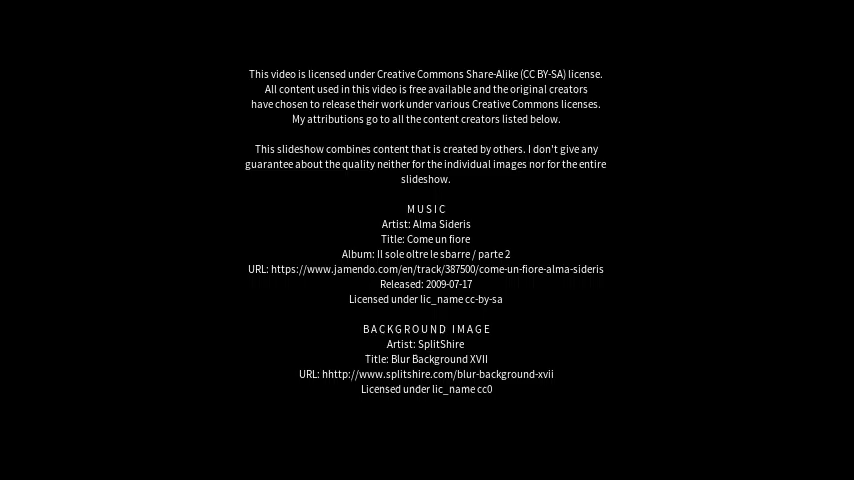 This video is licensed under Creative Commons Share-Alike (CC BY-SA) license.
All content used in this video is free available and the original creators
have chosen to release their work under various Creative Commons licenses.
My attributions go to all the content creators listed below.
This slideshow combines content that is created by others. I don't give any
guarantee about the quality neither for the individual images nor for the entire
slideshow.
MUSIC
Artist: Alma Sideris
Title: Come un fiore
Album: Il sole oltre le sbarre / parte 2
URL: https://www.jamendo.com/en/track/387500/come-un-fiore-alma-sideris
Released: 2009-07-17
Licensed under lic_name cc-by-sa
BACKGROUND IMAGE
Artist: SplitShire
Title: Blur Background XVII
URL: hhttp://www.splitshire.com/blur-background-xvii
Licensed under lic_name cc0